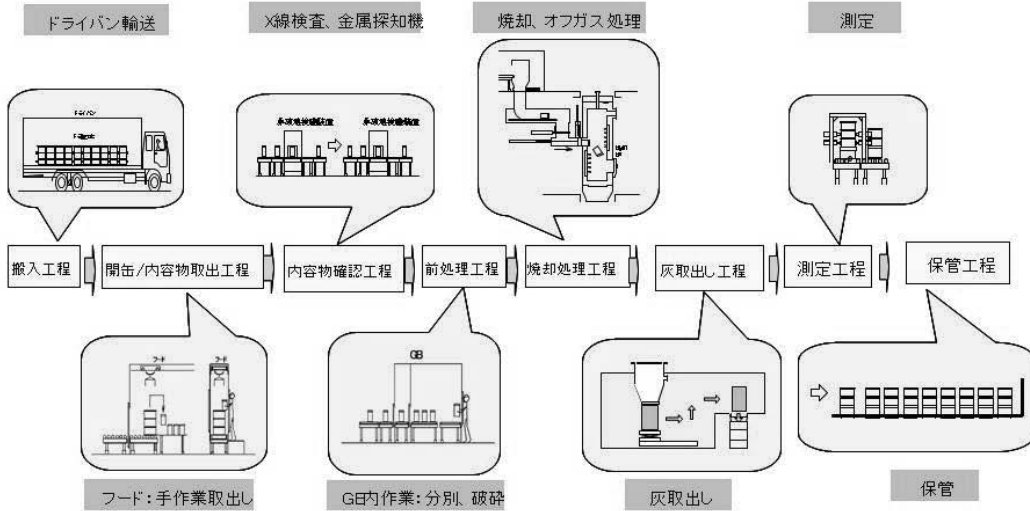 ドライバン輸送
X線検査、金属探知機
焼却、オフガス処理
測定
搬入工程
開缶/内容物取出工程
内容物確認工程
前処理工程
焼却処理工程
灰取出し工程
測定工程
保管工程
フード
フード
GB
フード：手作業取出し
GB内作業：分別、破砕
灰取出し
保管